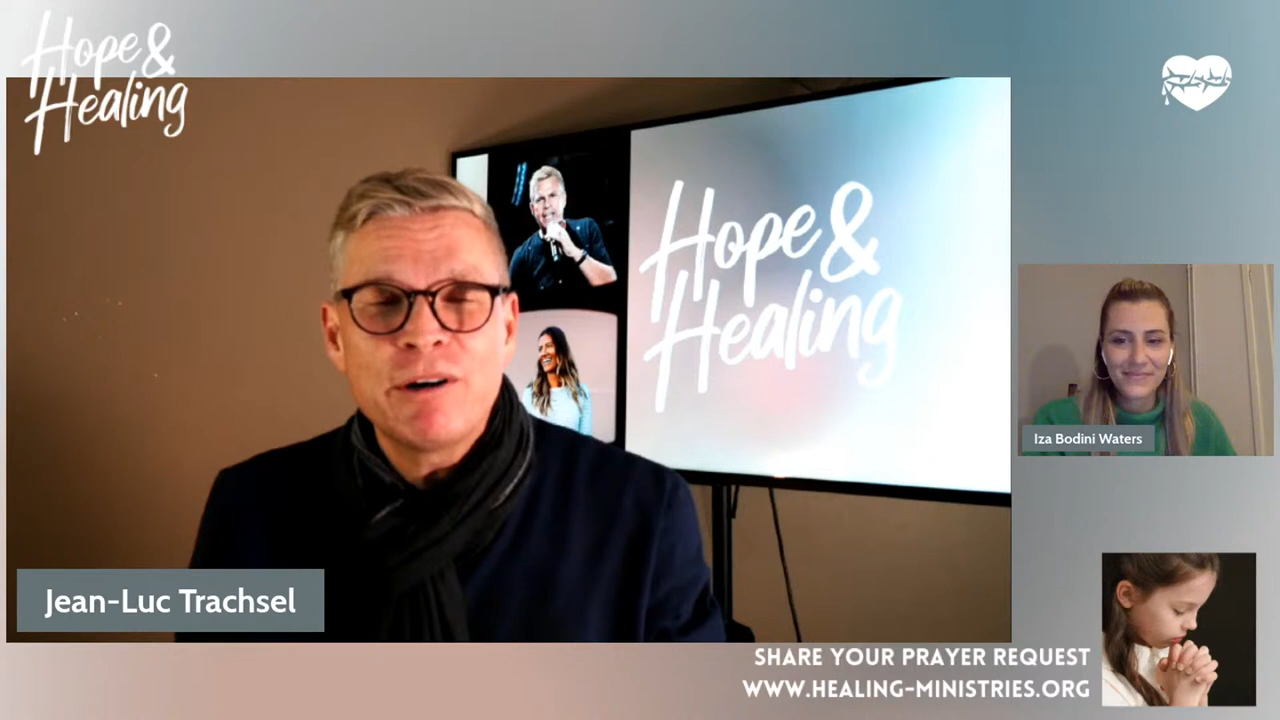 Hope &
Healing
Hope &
Healing
Iza Bodini Waters
Jean-Luc Trachsel
SHARE YOUR PRAYER REQUEST
WWW.HEALING-MINISTRIES.ORG